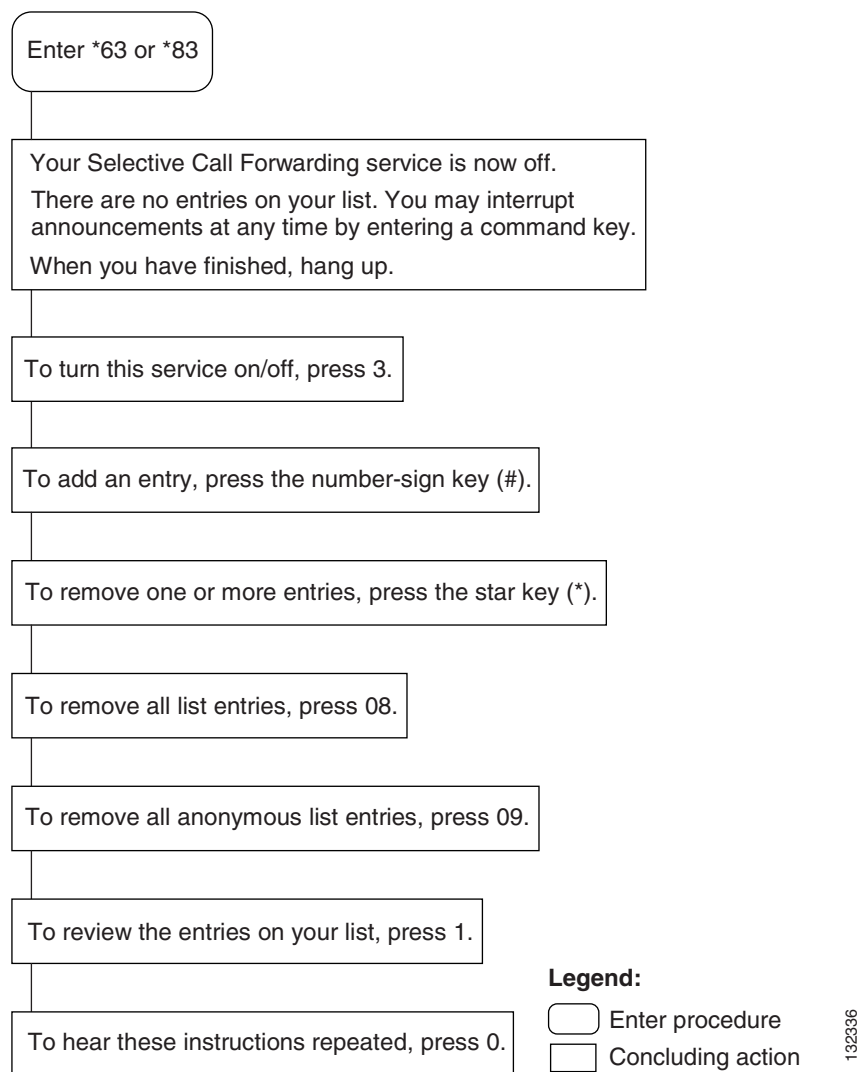 Enter *63 or *83
Your Selective Call Forwarding service is now off.
There are no entries on your list. You may interrupt
announcements at any time by entering a command key.
When you have finished, hang up.
To turn this service on/off, press 3.
To add an entry, press the number-sign key (#).
To remove one or more entries, press the star key (*).
To remove all list entries, press 08.
To remove all anonymous list entries, press 09.
To review the entries on your list, press 1.
To hear these instructions repeated, press 0.
Legend:
Enter procedure
Concluding action
132336